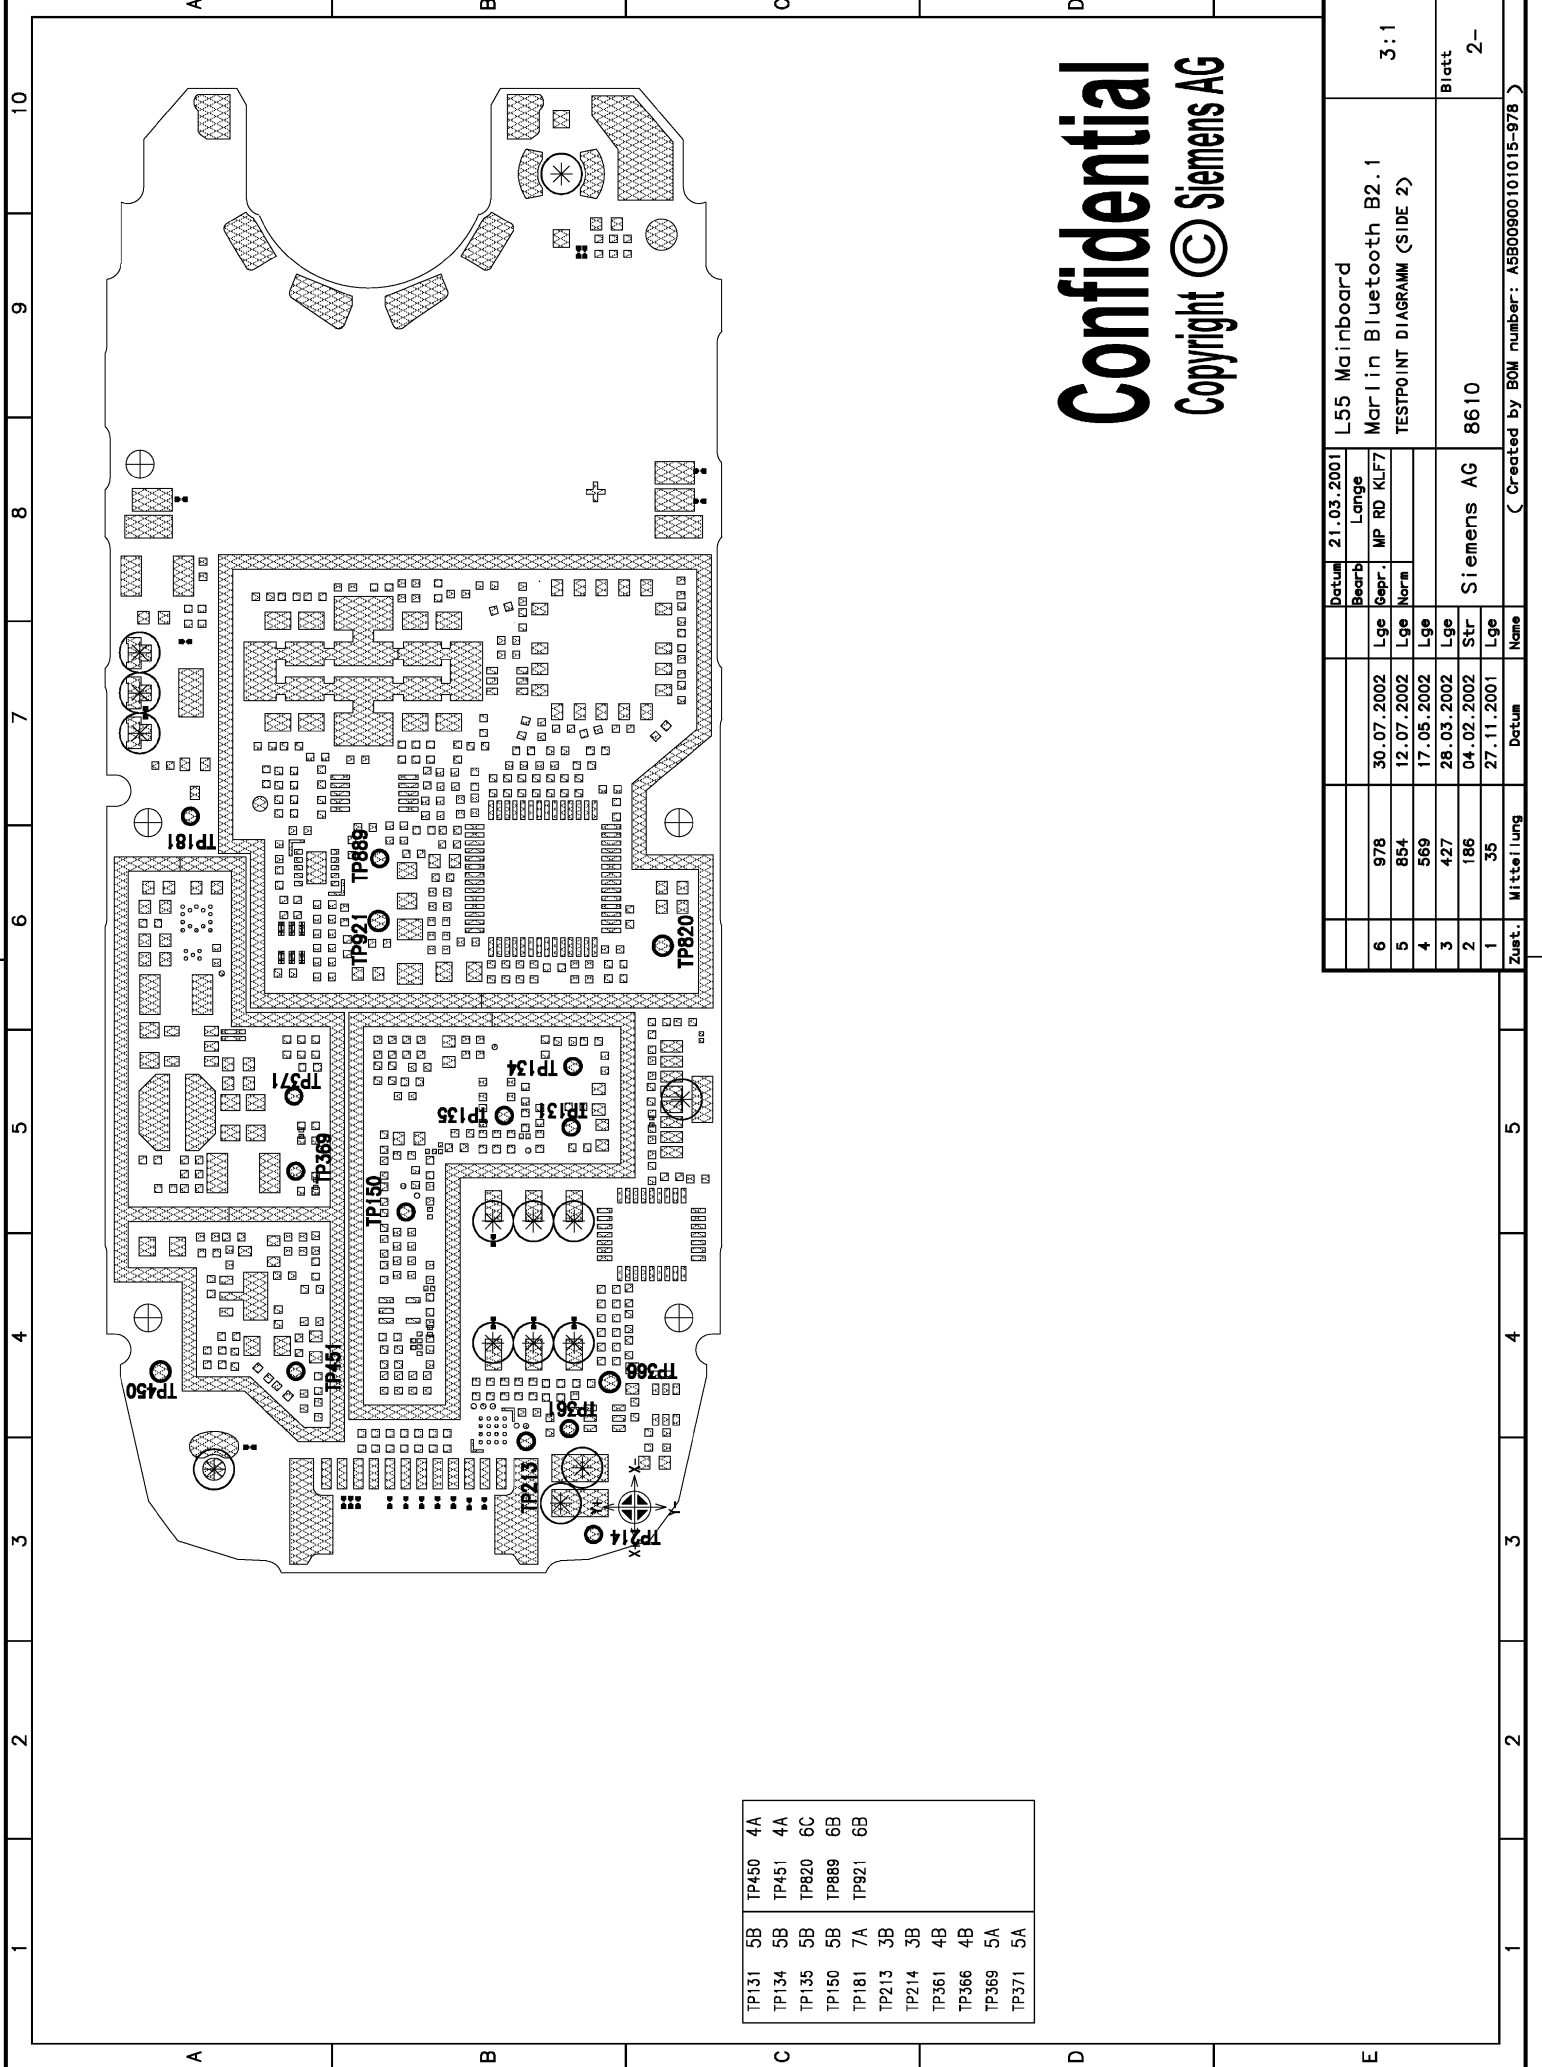 A B C D
10
9
8
7
6
5
4
3
2
1
Confidential
Copyright © Siemens AG
TP181
TP889
TP921
TP820
TP371
TP134
TP135
TP131
TP369
TP150
TP450
TP451
TP366
TP361
TP213
TP214
X-
Y+
Y-
X+
TP131 5B
TP134 5B
TP135 5B
TP150 5B
TP181 7A
TP213 3B
TP214 3B
TP361 4B
TP366 4B
TP369 5A
TP371 5A
TP450 4A
TP451 4A
TP820 6C
TP889 6B
TP921 6B
6 978 30.07.2002 Lge
5 854 12.07.2002 Lge
4 569 17.05.2002 Lge
3 427 28.03.2002 Lge
2 186 04.02.2002 Str
1 35 27.11.2001 Lge
Zust. Mitteilung Datum Name
Datum 21.03.2001
Bearb Lange
Gepr. MP RD KLF7
Norm
Siemens AG
L55 Mainboard
Marlin Bluetooth B2.1
TESTPOINT DIAGRAMM (SIDE 2)
8610
3:1
Blatt
2-
( Created by BOM number: A5B00900101015-978 )
6
5
4
3
2
1
A B C D E